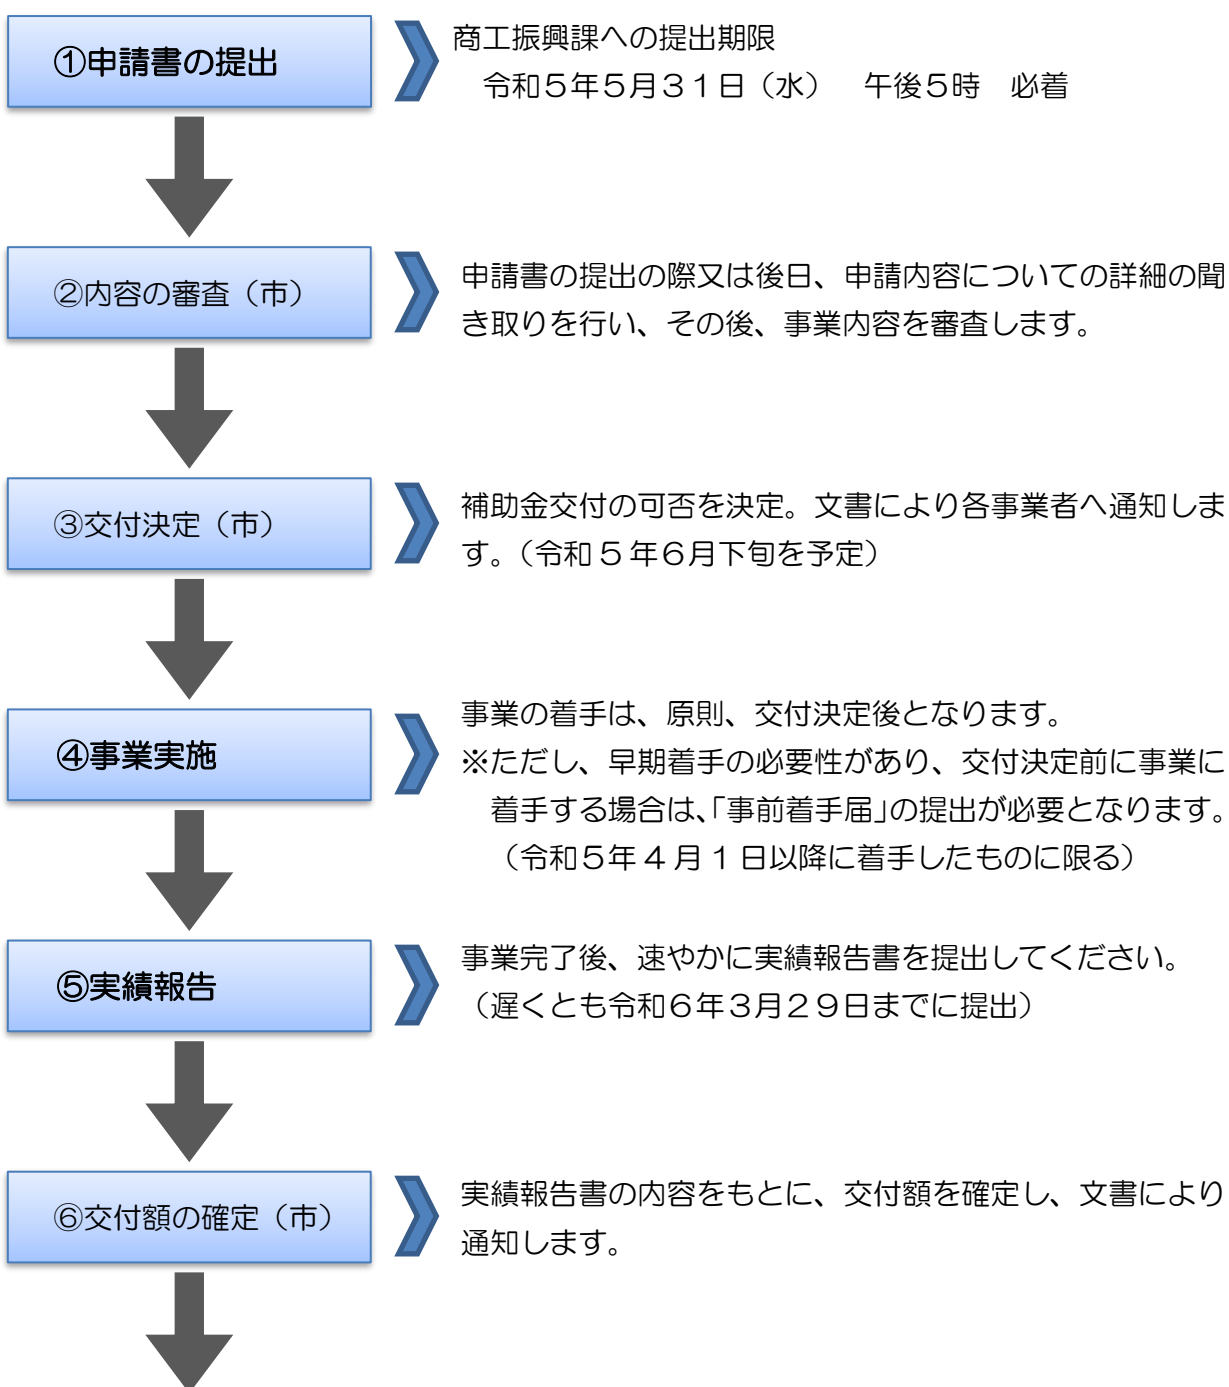 ①申請書の提出
商工振興課への提出期限
令和５年５月３１日（水）　午後５時　必着
②内容の審査（市）
申請書の提出の際又は後日、申請内容についての詳細の聞
き取りを行い、その後、事業内容を審査します。
③交付決定（市）
補助金交付の可否を決定。文書により各事業者へ通知しま
す。（令和５年６月下旬を予定）
④事業実施
事業の着手は、原則、交付決定後となります。
※ただし、早期着手の必要性があり、交付決定前に事業に
着手する場合は、「事前着手届」の提出が必要となります。
（令和５年４月１日以降に着手したものに限る）
⑤実績報告
事業完了後、速やかに実績報告書を提出してください。
（遅くとも令和６年３月２９日までに提出）
⑥交付額の確定（市）
実績報告書の内容をもとに、交付額を確定し、文書により
通知します。